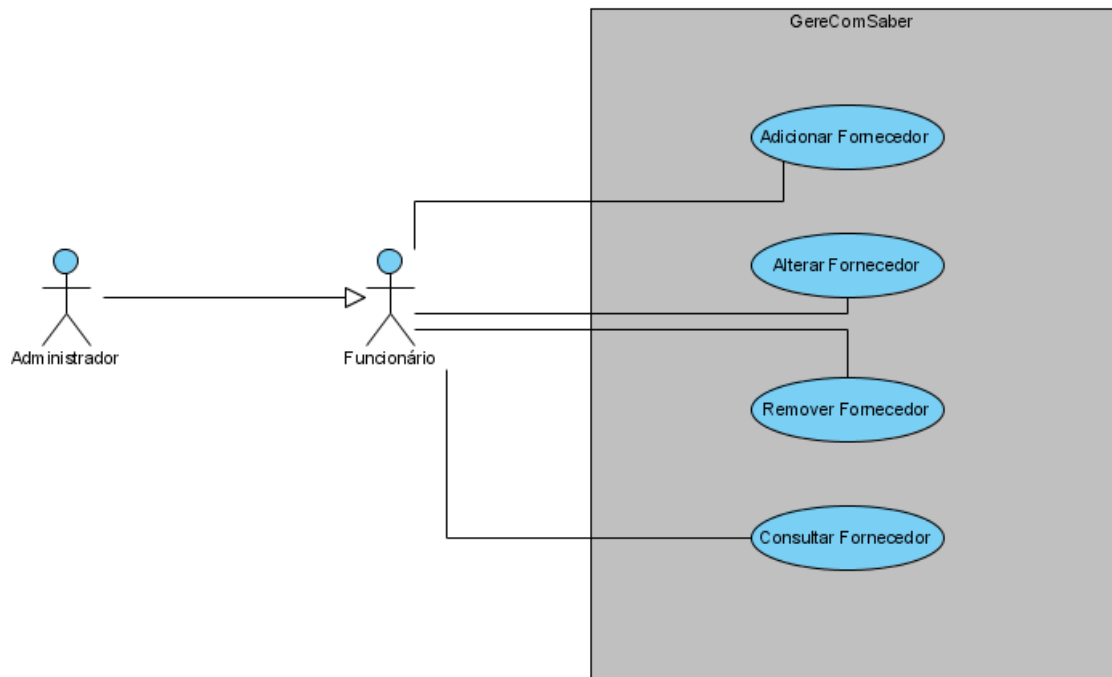 GereComSaber
Adicionar Fornecedor
Alterar Fornecedor
Administrador
Funcionário
Remover Fornecedor
Consultar Fornecedor